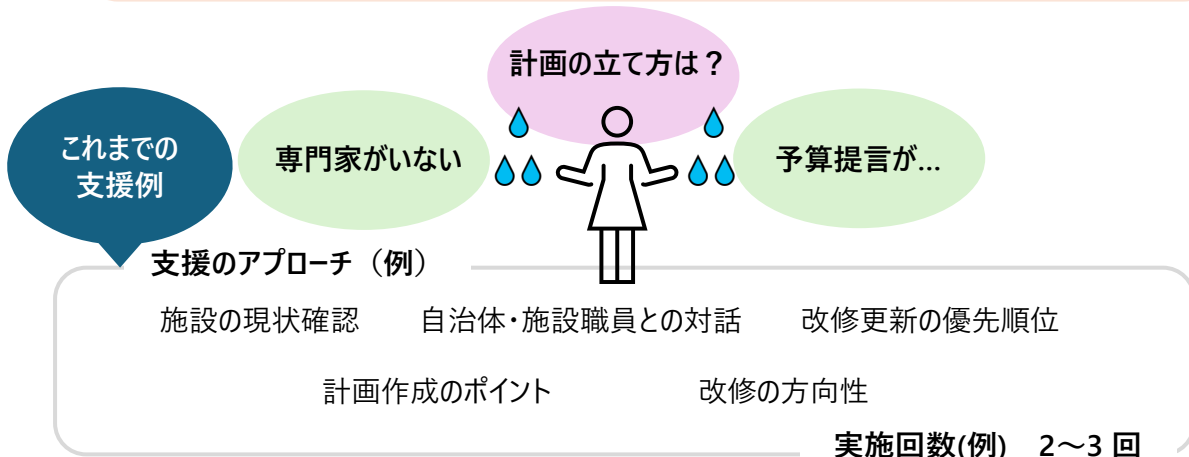 計画の立て方は？
これまでの
支援例
専門家がいない
予算提言が...
支援のアプローチ（例）
施設の現状確認　自治体・施設職員との対話　改修更新の優先順位
計画作成のポイント　改修の方向性
実施回数(例)　2～3 回